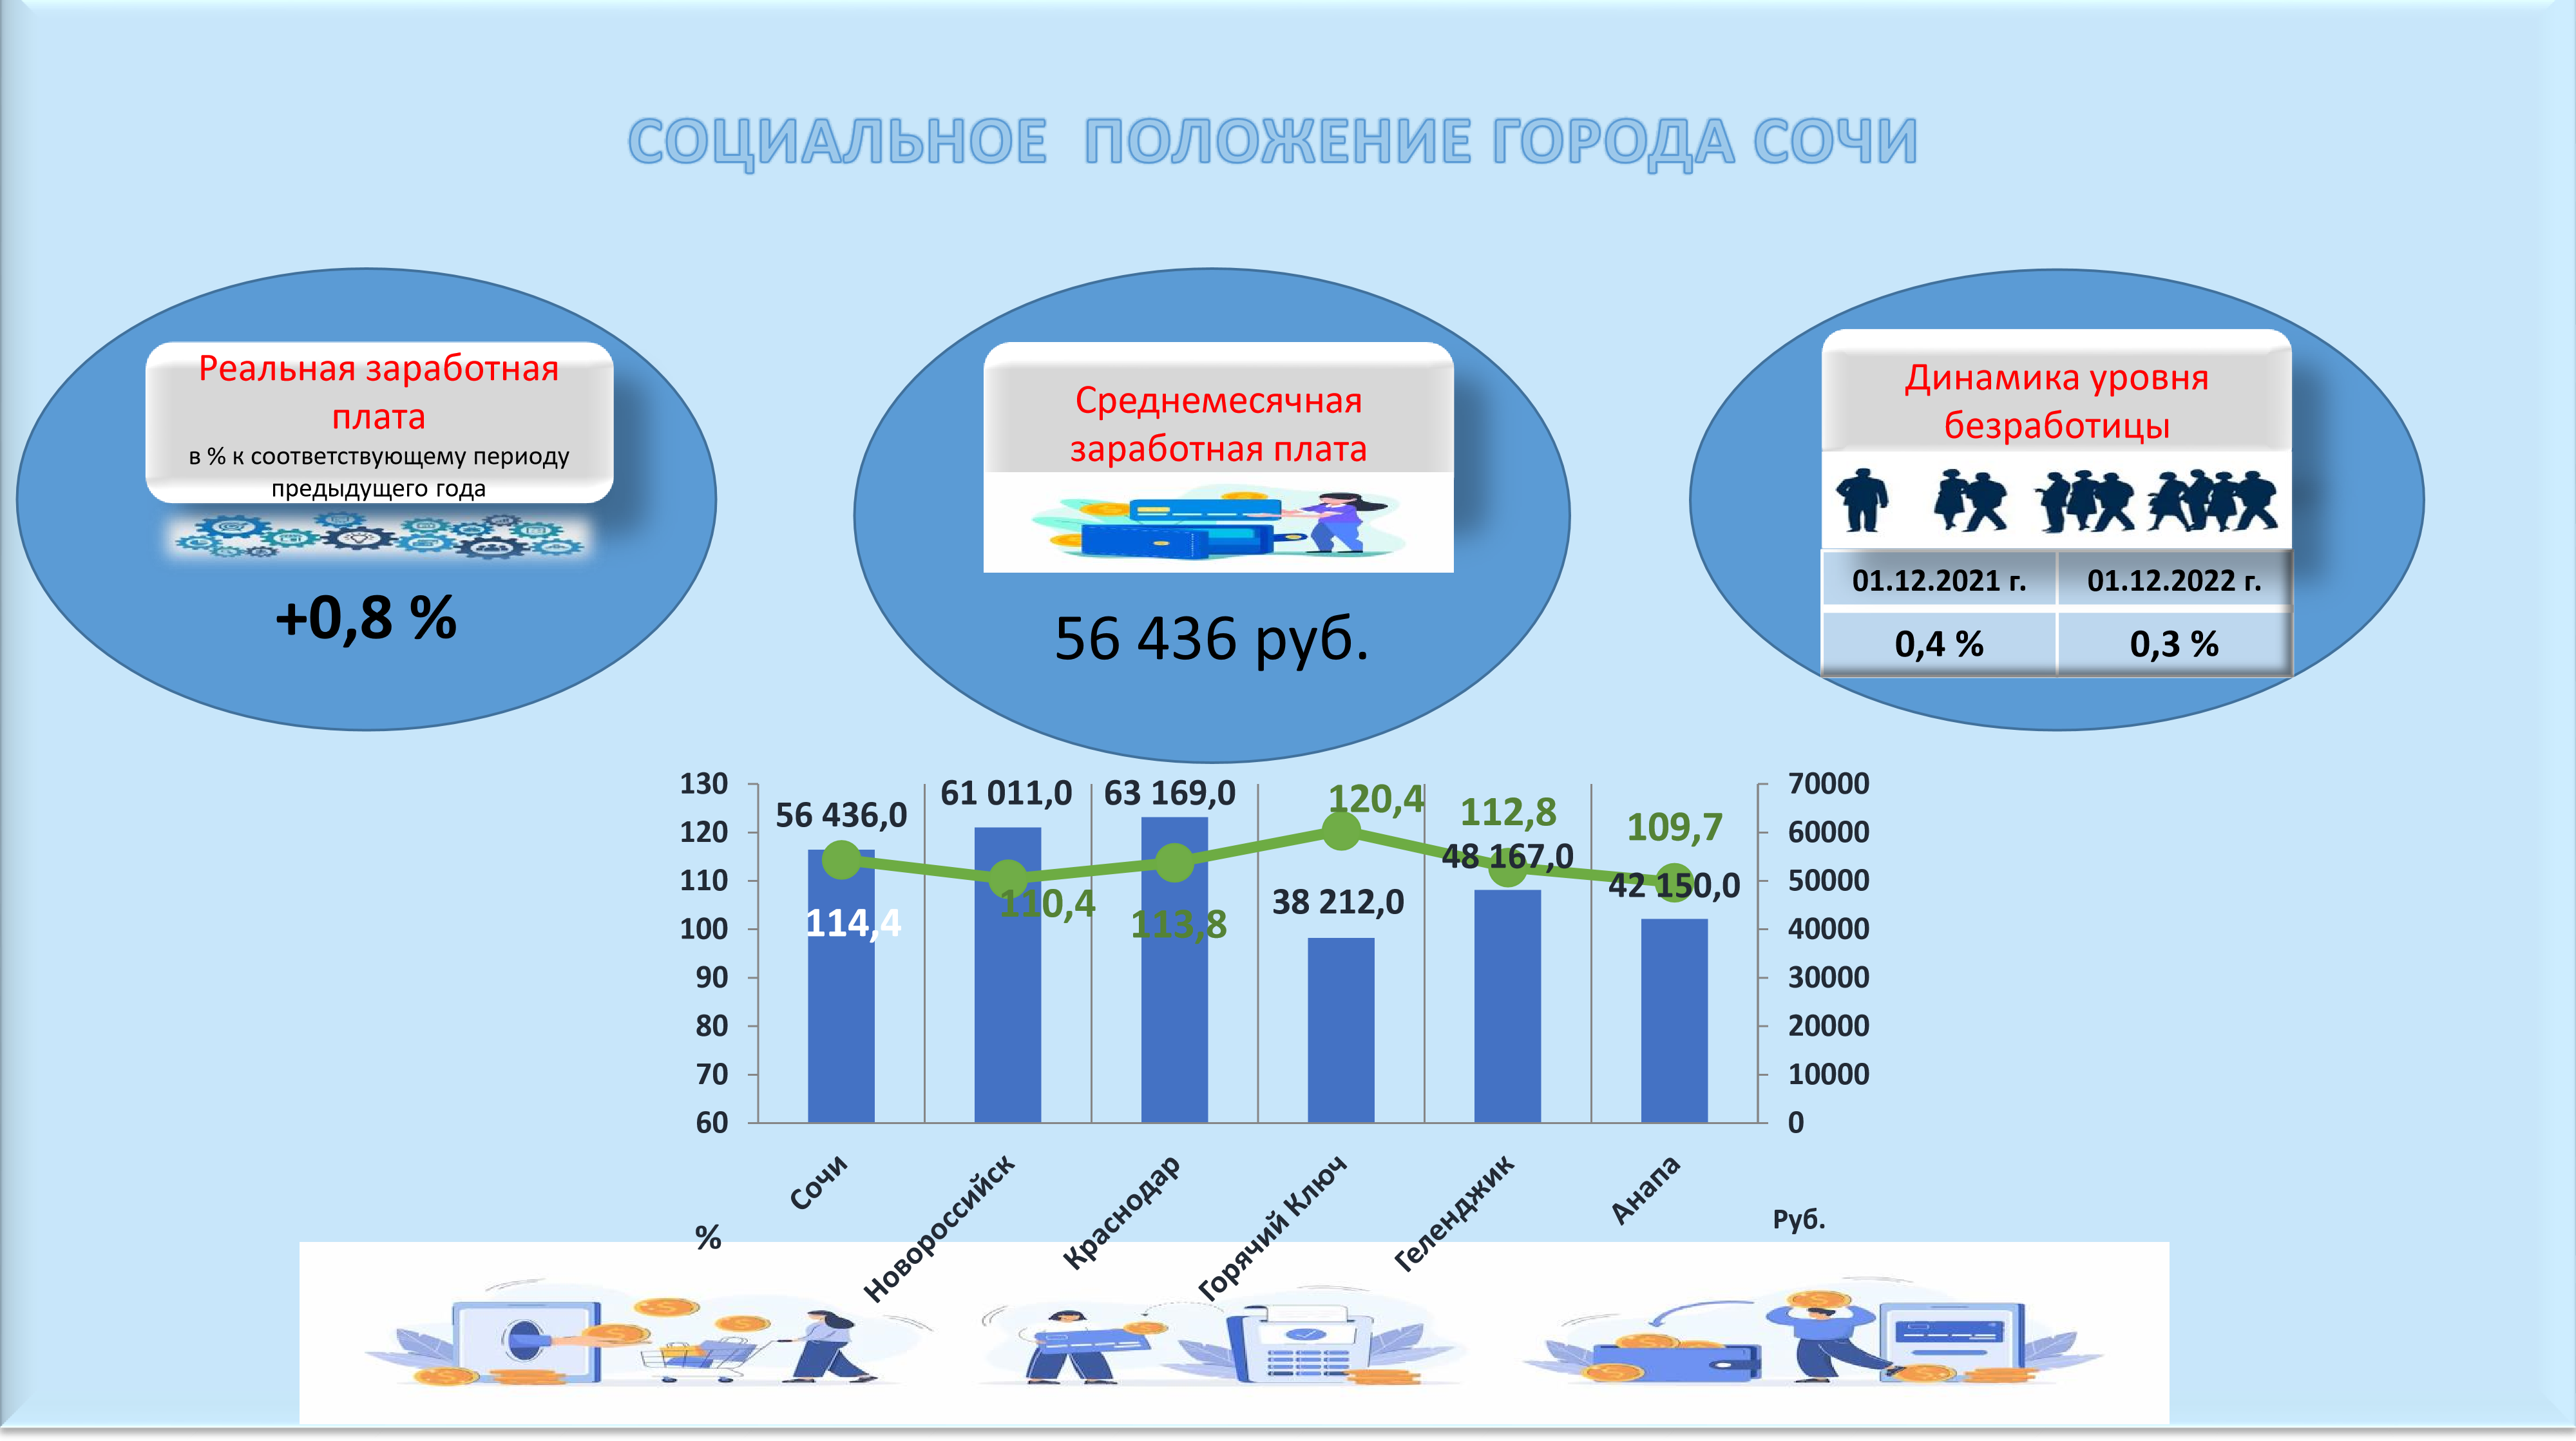 СОЦИАЛЬНОЕ ПОЛОЖЕНИЕ ГОРОДА СОЧИ
Реальная заработная
плата
в % к соответствующему периоду
предыдущего года
+0,8 %
Среднемесячная
заработная плата
56 436 руб.
Динамика уровня
безработицы
01.12.2021 г. 01.12.2022 г.
0,4 % 0,3 %
130
120
110
100
90
80
70
60
56 436,0
61 011,0
63 169,0
38 212,0
48 167,0
42 150,0
114,4
110,4
113,8
120,4
112,8
109,7
70000
60000
50000
40000
30000
20000
10000
0
Сочи
Новороссийск
Краснодар
Горячий Ключ
Геленджик
Анапа
%
Руб.